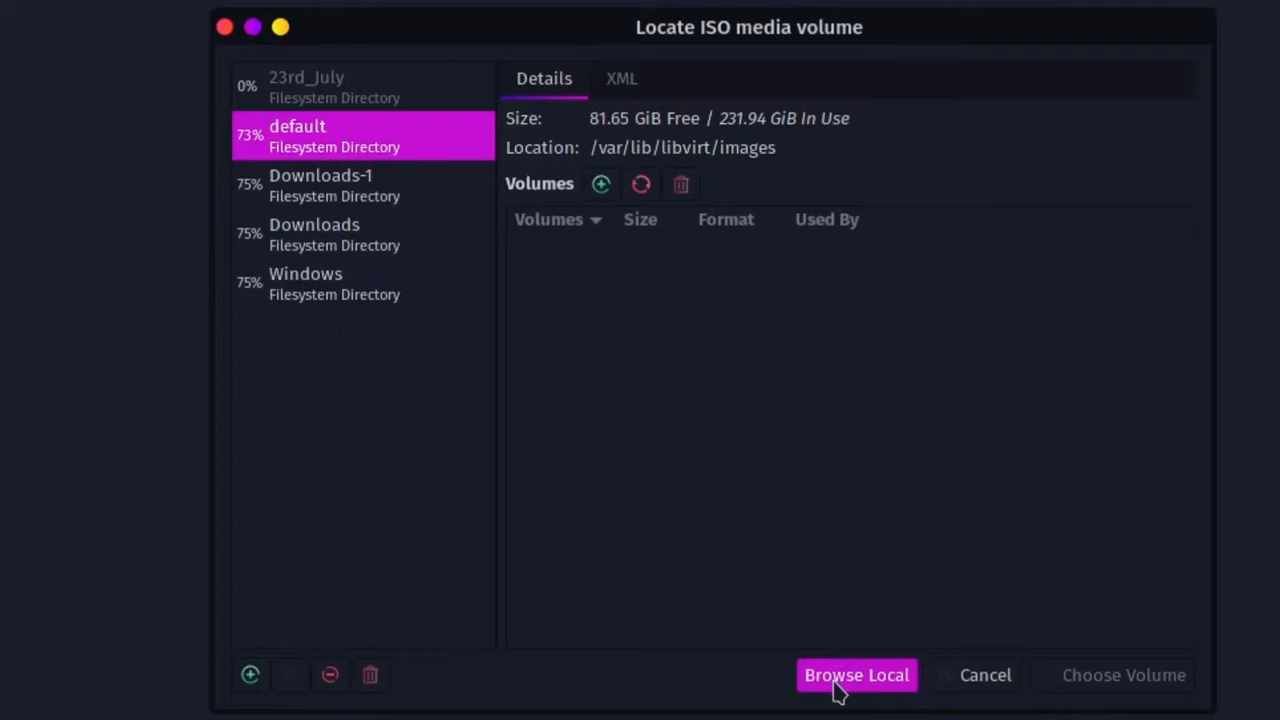 Locate ISO media volume
0% 23rd_July
Filesystem Directory
73% default
Filesystem Directory
75% Downloads-1
Filesystem Directory
75% Downloads
Filesystem Directory
75% Windows
Filesystem Directory
Details XML
Size: 81.65 GiB Free / 231.94 GiB In Use
Location: /var/lib/libvirt/images
Volumes
Volumes Size Format Used By
Browse Local Cancel Choose Volume